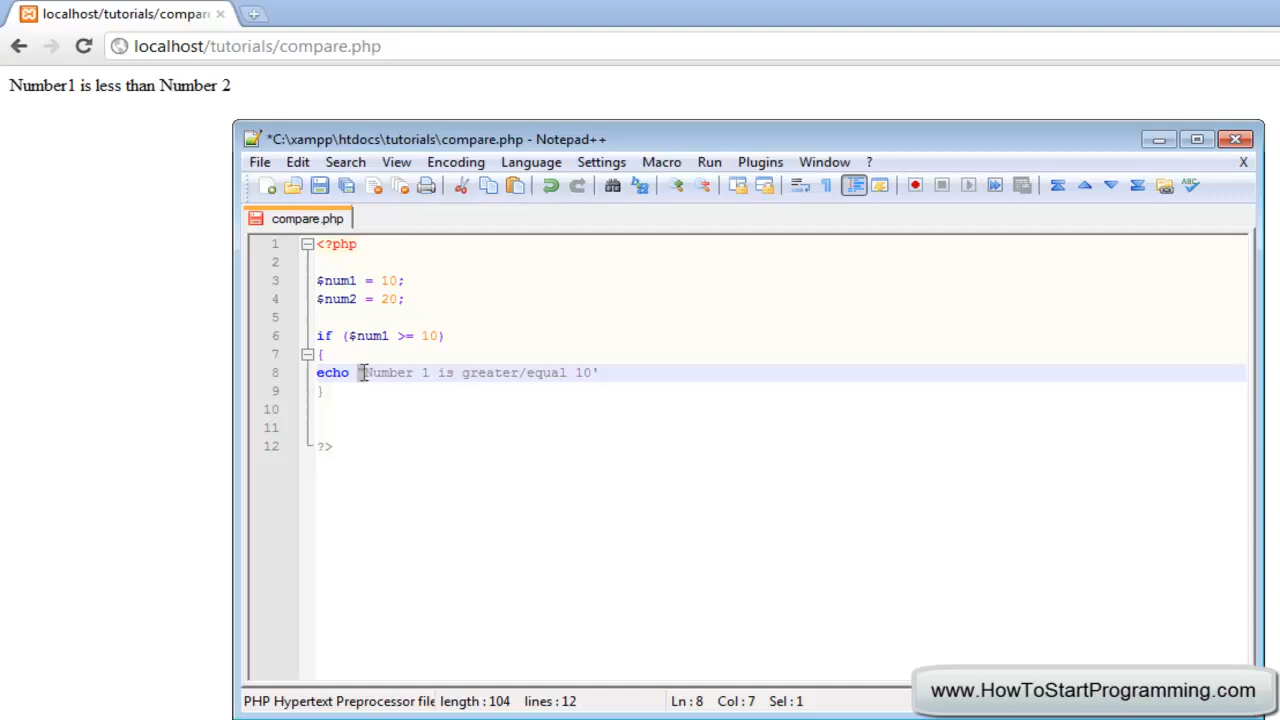 localhost/tutorials/compar
localhost/tutorials/compare.php
Number1 is less than Number 2
*C:\xampp\htdocs\tutorials\compare.php - Notepad++
File Edit Search View Encoding Language Settings Macro Run Plugins Window ? X
compare.php
1 <?php
2
3 $num1 = 10;
4 $num2 = 20;
5
6 if ($num1 >= 10)
7 {
8 echo "Number 1 is greater/equal 10'
9 }
10
11
12 ?>
PHP Hypertext Preprocessor file length : 104 lines : 12 Ln : 8 Col : 7 Sel : 1
www.HowToStartProgramming.com